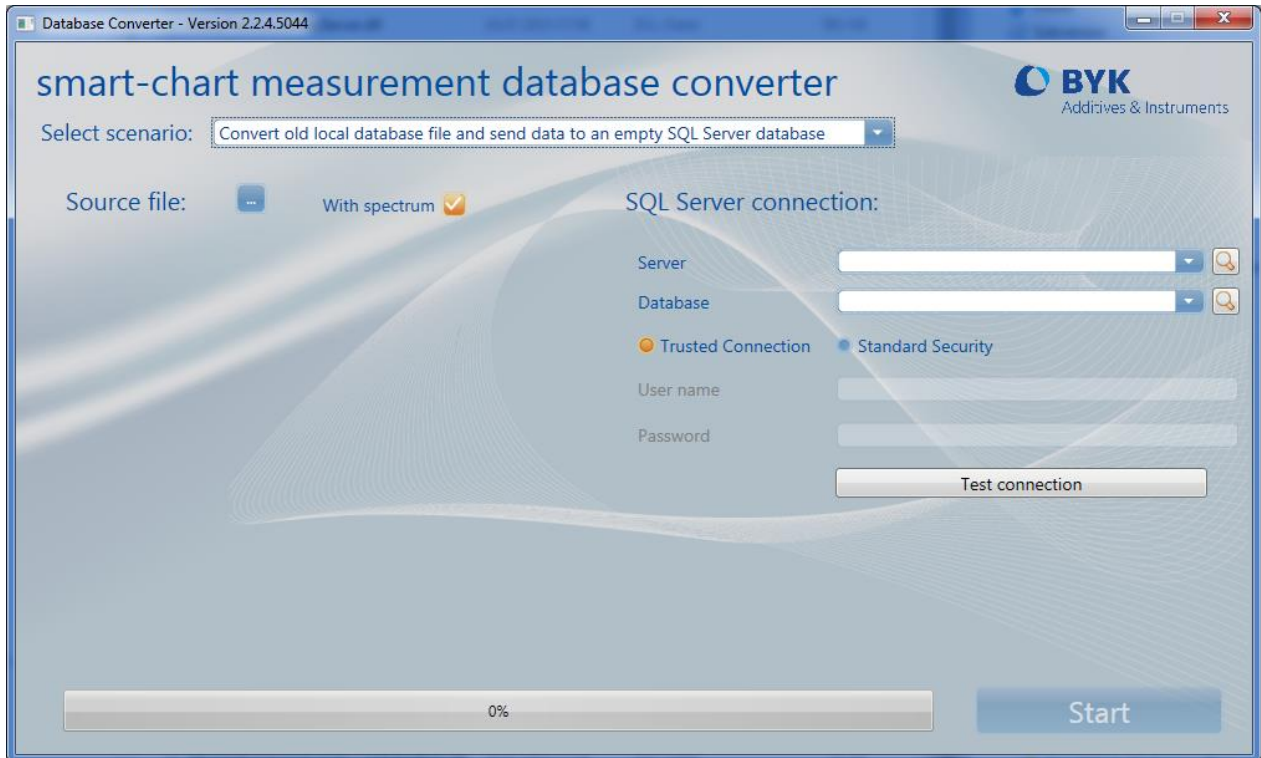 Database Converter - Version 2.2.4.5044
smart-chart measurement database converter
BYK
Additives & Instruments
Select scenario: Convert old local database file and send data to an empty SQL Server database
Source file: ... With spectrum
SQL Server connection:
Server
Database
Trusted Connection Standard Security
User name
Password
Test connection
0%
Start